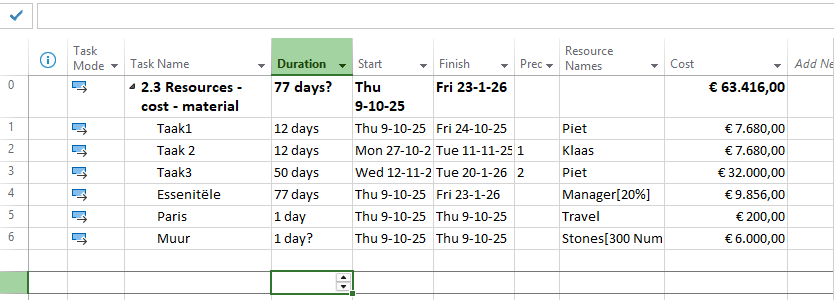 Task Mode Task Name Duration Start Finish Prec Resource Names Cost Add Ne
0 2.3 Resources - cost - material 77 days? Thu 9-10-25 Fri 23-1-26 € 63.416,00
1 Taak1 12 days Thu 9-10-25 Fri 24-10-25 Piet € 7.680,00
2 Taak 2 12 days Mon 27-10-2 Tue 11-11-25 1 Klaas € 7.680,00
3 Taak3 50 days Wed 12-11-2 Tue 20-1-26 2 Piet € 32.000,00
4 Essenitële 77 days Thu 9-10-25 Fri 23-1-26 Manager[20%] € 9.856,00
5 Paris 1 day Thu 9-10-25 Thu 9-10-25 Travel € 200,00
6 Muur 1 day? Thu 9-10-25 Thu 9-10-25 Stones[300 Num € 6.000,00